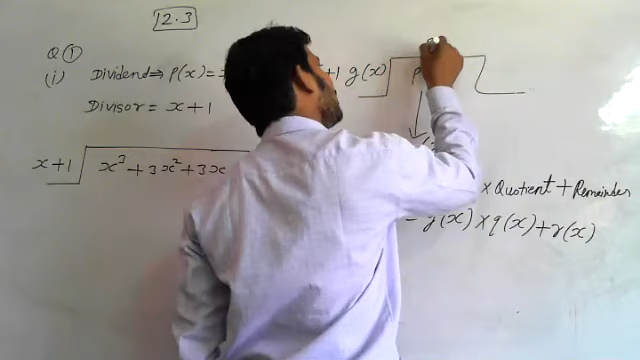 12.3
Q ①
(i) Dividend ⇒ p(x) = +1 g(x)
Divisor = x + 1
x+1 x³ + 3x² + 3x
× Quotient + Remainder
= g(x) × q(x) + r(x)